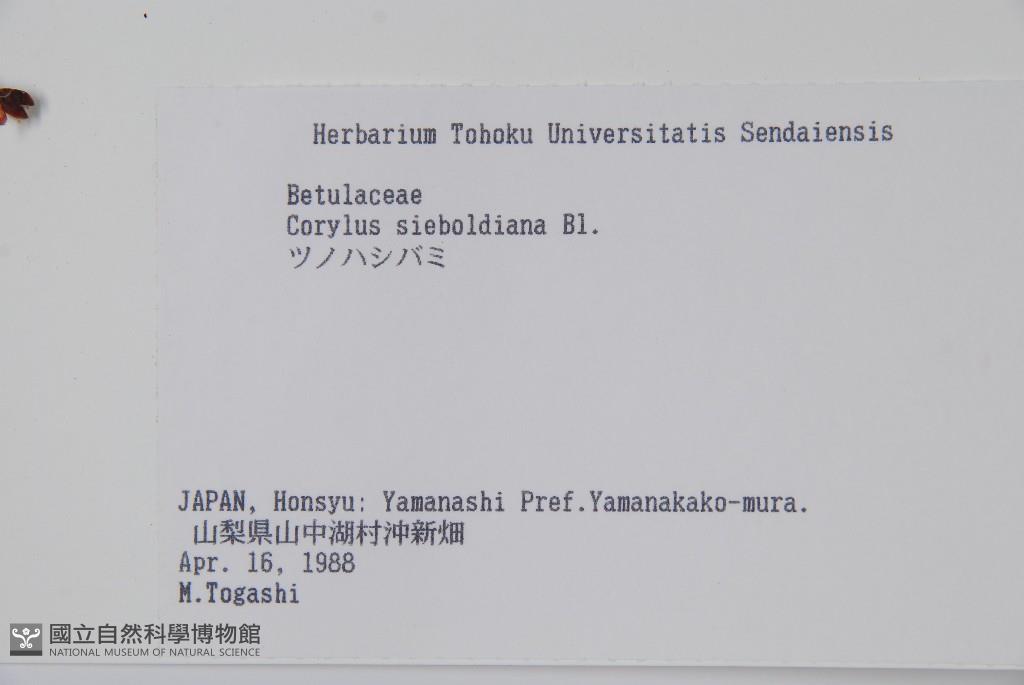 Herbarium Tohoku Universitatis Sendaiensis
Betulaceae
Corylus sieboldiana Bl.
ツノハシバミ
JAPAN, Honsyu: Yamanashi Pref.Yamanakako-mura.
山梨県山中湖村沖新畑
Apr. 16, 1988
M.Togashi
國立自然科學博物館
NATIONAL MUSEUM OF NATURAL SCIENCE